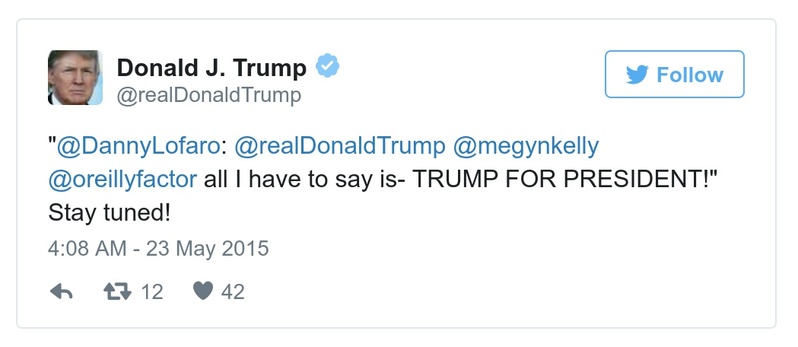 Donald J. Trump
@realDonaldTrump
Follow
"@DannyLofaro: @realDonaldTrump @megynkelly
@oreillyfactor all I have to say is- TRUMP FOR PRESIDENT!"
Stay tuned!
4:08 AM - 23 May 2015
12 42